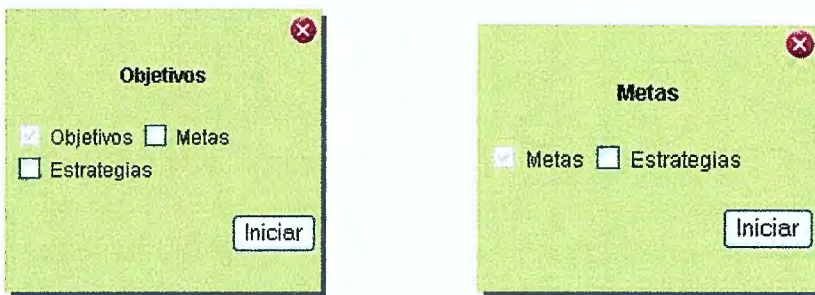 Objetivos
Objetivos Metas
Estrategias
Iniciar
Metas
Metas Estrategias
Iniciar